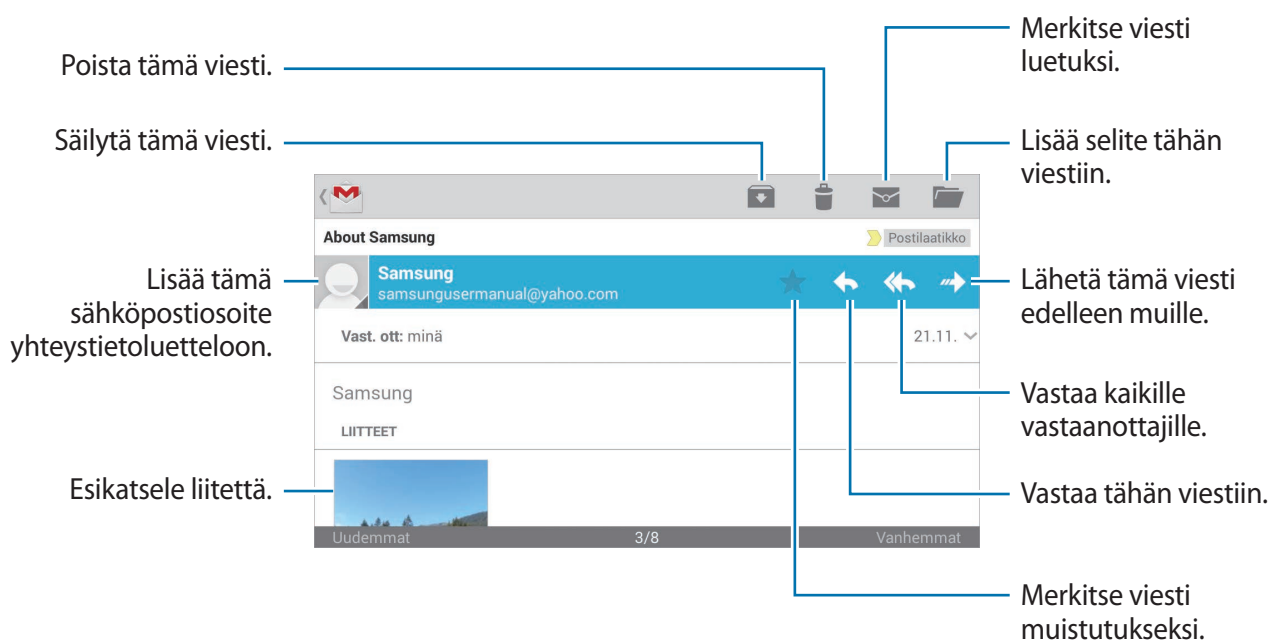 Merkitse viesti
luetuksi.
Poista tämä viesti.
Säilytä tämä viesti.
Lisää selite tähän
viestiin.
About Samsung
Postilaatikko
Lisää tämä
sähköpostiosoite
yhteystietoluetteloon.
Samsung
samsungusermanual@yahoo.com
Lähetä tämä viesti
edelleen muille.
Vast. ott: minä
21.11.
Samsung
LIITTEET
Vastaa kaikille
vastaanottajille.
Esikatsele liitettä.
Vastaa tähän viestiin.
Uudemmat
3/8
Vanhemmat
Merkitse viesti
muistutukseksi.